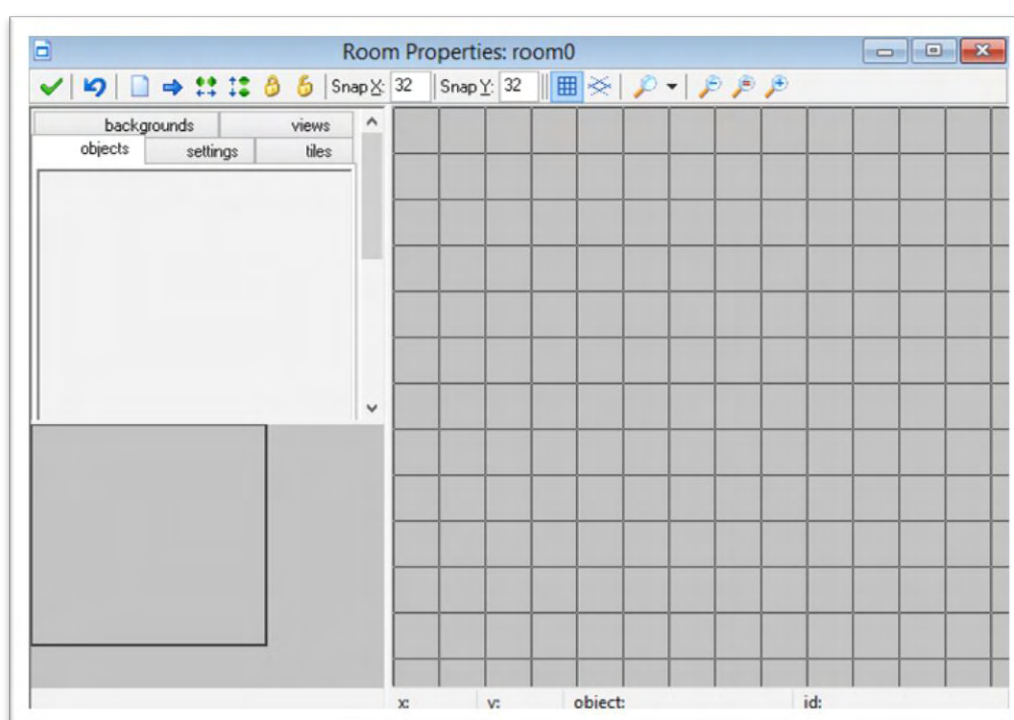 Room Properties: room0
Snap X: 32 Snap Y: 32
backgrounds views
objects settings tiles
x: y: object: id: